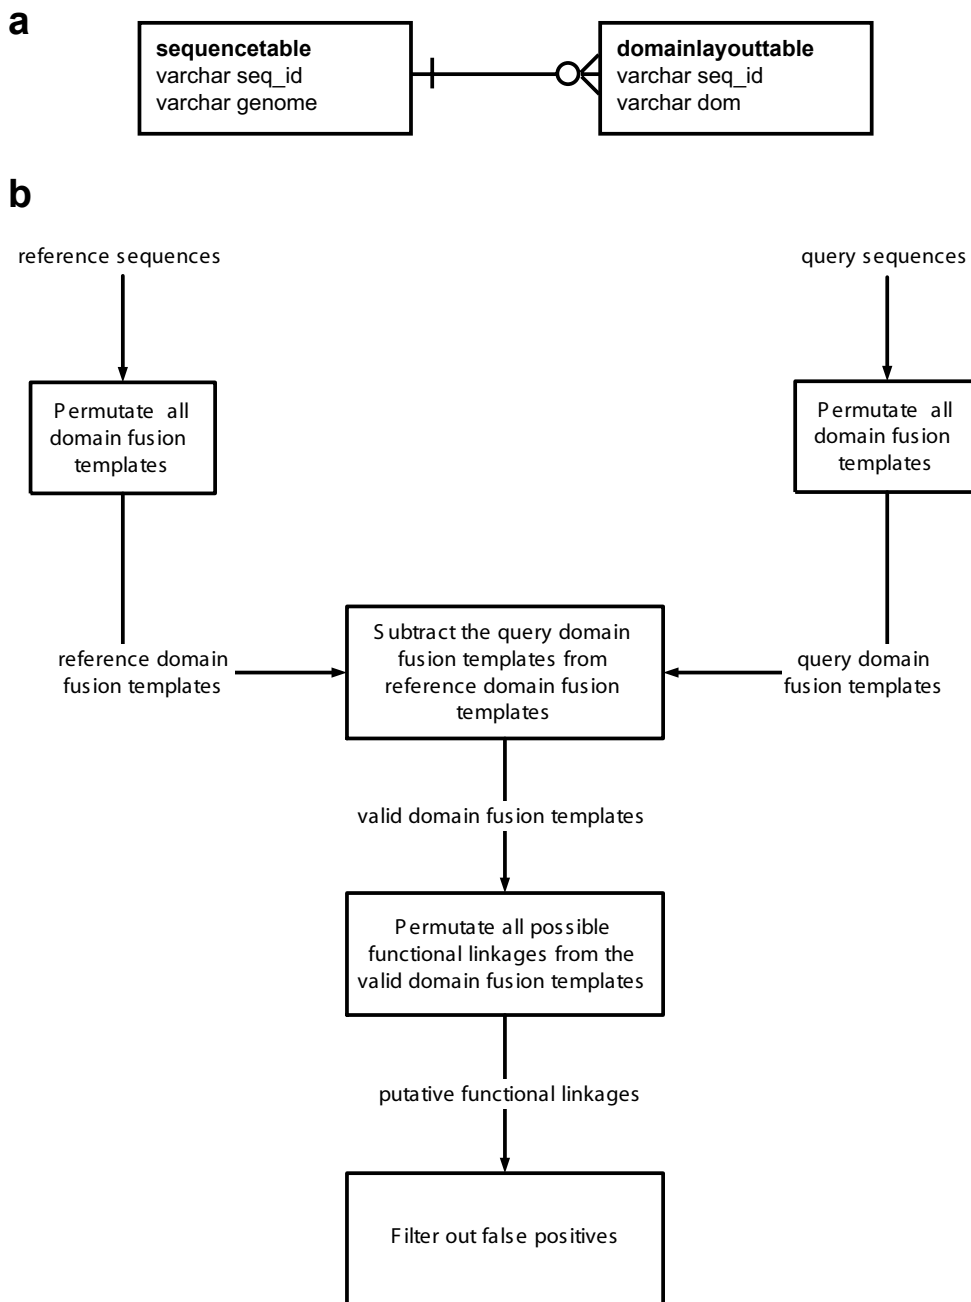 a
sequencetable
varchar seq_id
varchar genome
domainlayouttable
varchar seq_id
varchar dom
b
reference sequences
query sequences
Permutate all
domain fusion
templates
Permutate all
domain fusion
templates
reference domain
fusion templates
Subtract the query domain
fusion templates from
reference domain fusion
templates
query domain
fusion templates
valid domain fusion templates
Permutate all possible
functional linkages from the
valid domain fusion templates
putative functional linkages
Filter out false positives